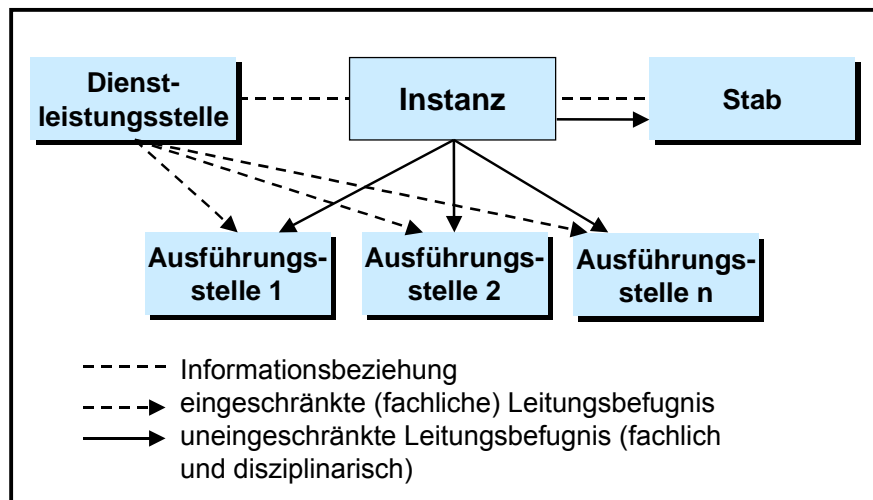 Dienst-
leistungsstelle
Instanz
Stab
Ausführungs-
stelle 1
Ausführungs-
stelle 2
Ausführungs-
stelle n
Informationsbeziehung
eingeschränkte (fachliche) Leitungsbefugnis
uneingeschränkte Leitungsbefugnis (fachlich
und disziplinarisch)